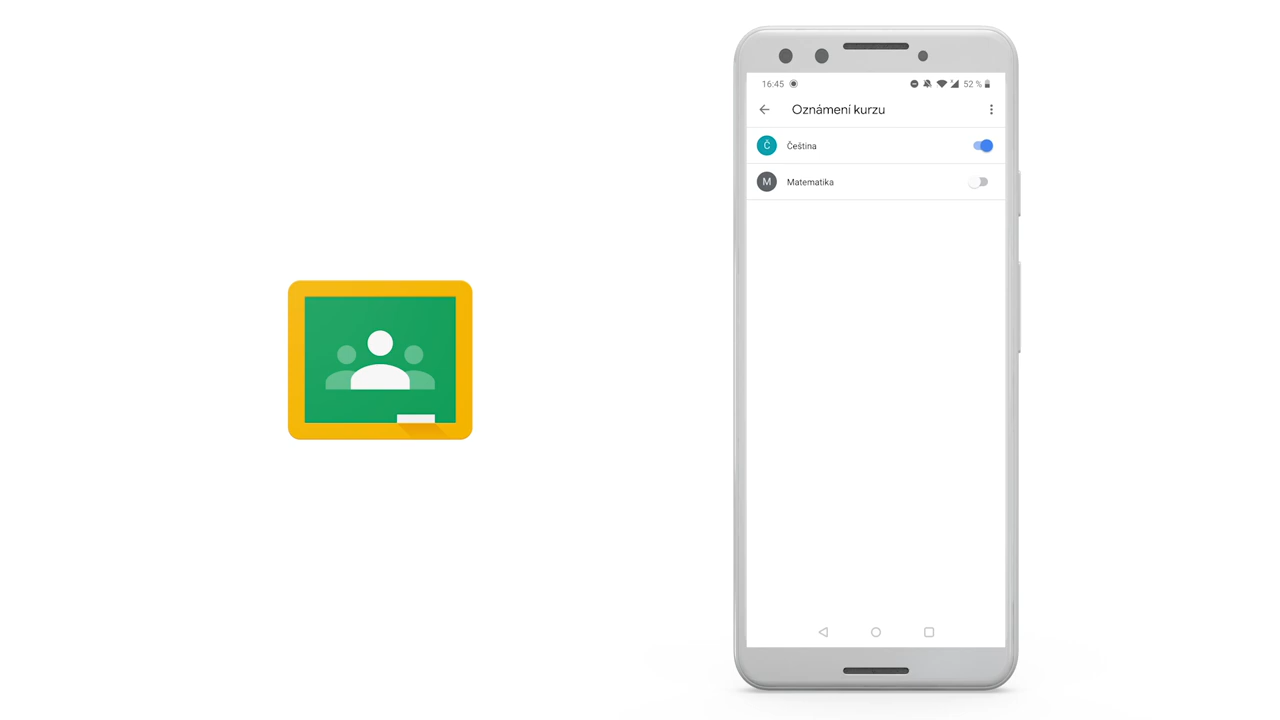 16:45
52 %
Oznámení kurzu
Č
Čeština
M
Matematika